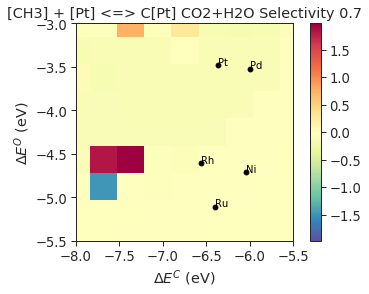 [CH3] + [Pt] <=> C[Pt] CO2+H2O Selectivity 0.7
−3.0
−3.5
−4.0
−4.5
−5.0
−5.5
ΔE^O (eV)
Pt
Pd
Rh
Ni
Ru
−8.0 −7.5 −7.0 −6.5 −6.0 −5.5
ΔE^C (eV)
1.5
1.0
0.5
0.0
−0.5
−1.0
−1.5